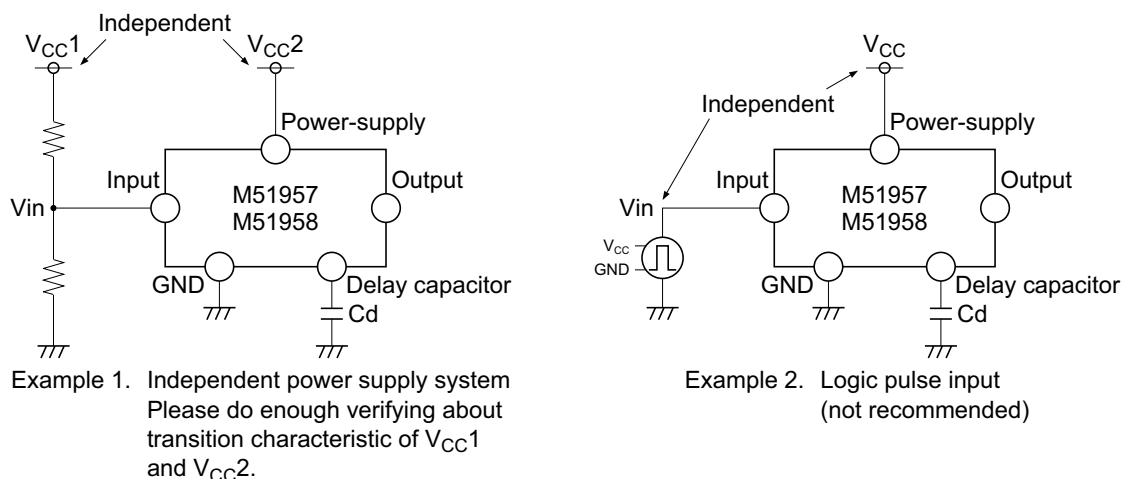 Independent
VCC1
VCC2
Power-supply
Input
M51957
M51958
Output
Vin
GND
Delay capacitor
Cd
Example 1. Independent power supply system
Please do enough verifying about
transition characteristic of VCC1
and VCC2.
VCC
Independent
Power-supply
Input
M51957
M51958
Output
Vin
VCC
GND
GND
Delay capacitor
Cd
Example 2. Logic pulse input
(not recommended)